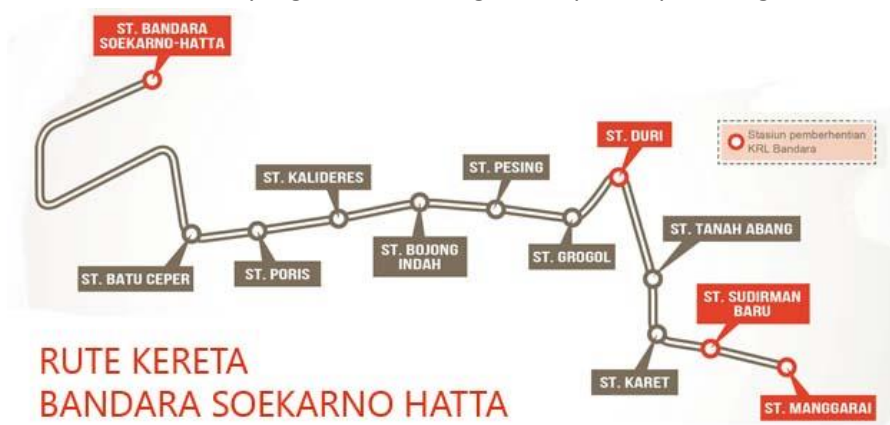 ST. BANDARA
SOEKARNO-HATTA
ST. DURI
Stasiun pemberhentian
KRL Bandara
ST. PESING
ST. KALIDERES
ST. TANAH ABANG
ST. BOJONG
INDAH
ST. GROGOL
ST. PORIS
ST. BATU CEPER
ST. SUDIRMAN
BARU
ST. KARET
ST. MANGGARAI
RUTE KERETA
BANDARA SOEKARNO HATTA